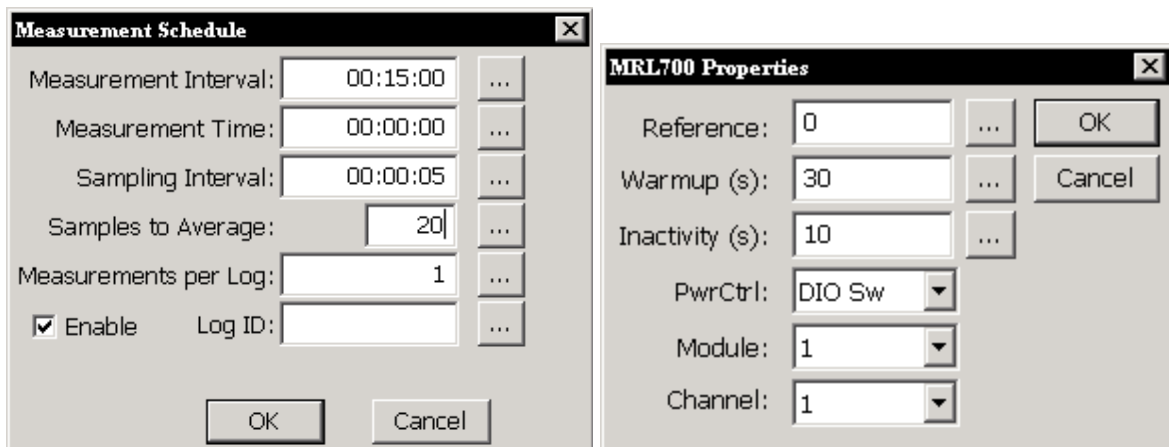 Measurement Schedule
Measurement Interval: 00:15:00 ...
Measurement Time: 00:00:00 ...
Sampling Interval: 00:00:05 ...
Samples to Average: 20 ...
Measurements per Log: 1 ...
Enable Log ID: ...
OK Cancel
MRL700 Properties
Reference: 0 ... OK
Warmup (s): 30 ... Cancel
Inactivity (s): 10 ...
PwrCtrl: DIO Sw
Module: 1
Channel: 1